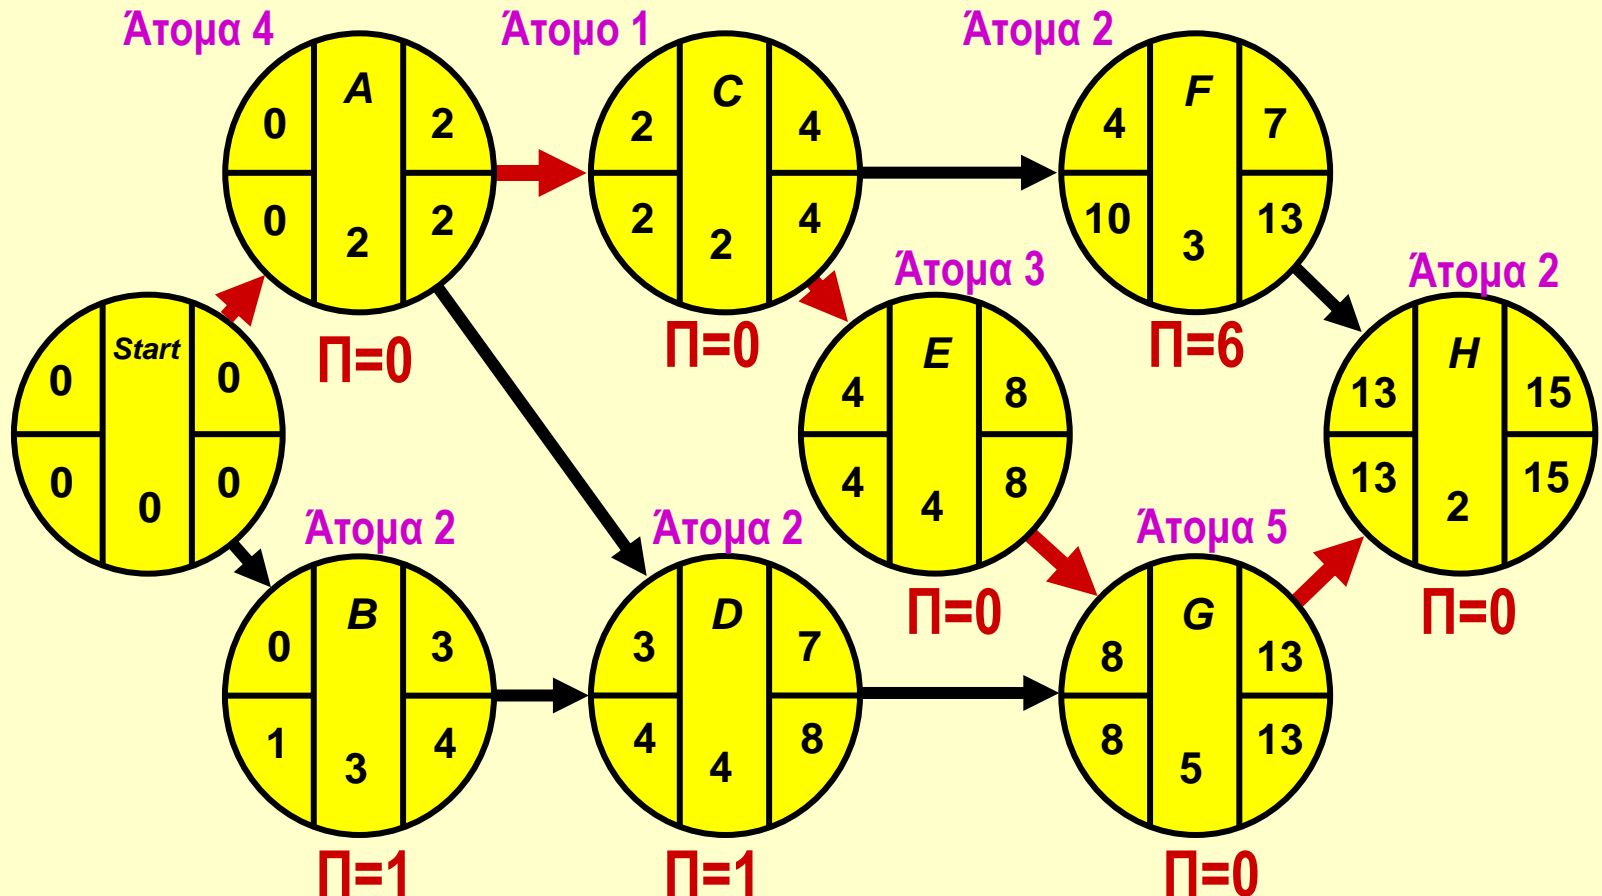 Άτομα 4
Άτομο 1
Άτομα 2
A
0 2
0 2
2
Π=0
C
2 4
2 4
2
Π=0
F
4 7
10 13
3
Π=6
Start
0 0
0 0
0
Άτομα 3
E
4 8
4 8
4
Π=0
Άτομα 2
H
13 15
13 15
2
Π=0
Άτομα 2
B
0 3
1 4
3
Π=1
Άτομα 2
D
3 7
4 8
4
Π=1
Άτομα 5
G
8 13
8 13
5
Π=0